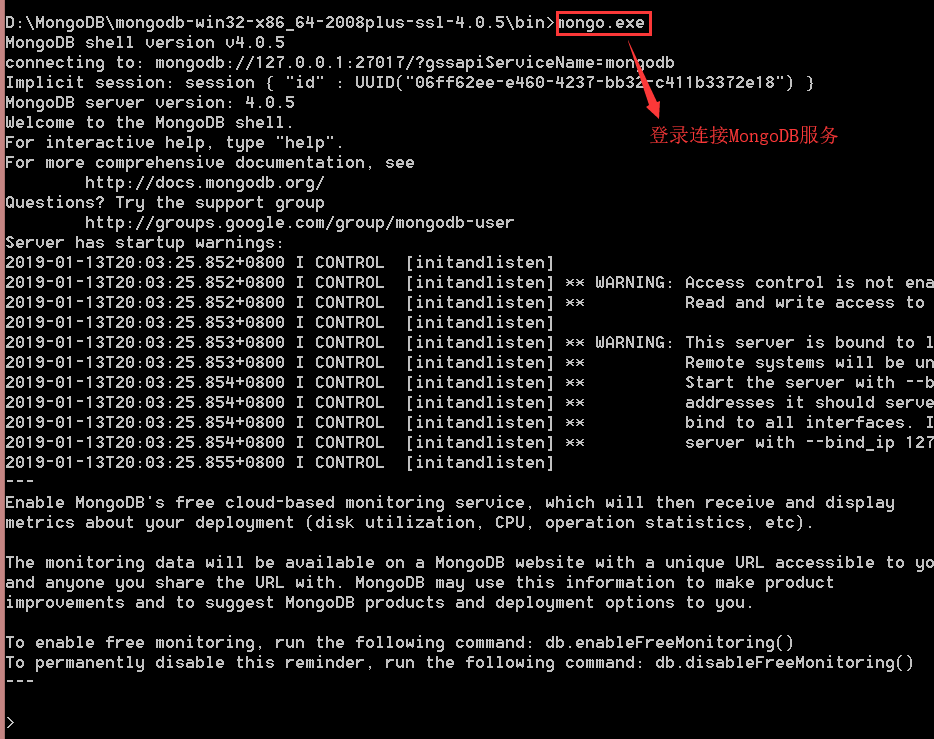 D:\MongoDB\mongodb-win32-x86_64-2008plus-ssl-4.0.5\bin>mongo.exe
MongoDB shell version v4.0.5
connecting to: mongodb://127.0.0.1:27017/?gssapiServiceName=mongodb
Implicit session: session { "id" : UUID("06ff62ee-e460-4237-bb32-c411b3372e18") }
MongoDB server version: 4.0.5
登录连接MongoDB服务
Welcome to the MongoDB shell.
For interactive help, type "help".
For more comprehensive documentation, see
http://docs.mongodb.org/
Questions? Try the support group
http://groups.google.com/group/mongodb-user
Server has startup warnings:
2019-01-13T20:03:25.852+0800 I CONTROL [initandlisten]
2019-01-13T20:03:25.852+0800 I CONTROL [initandlisten] ** WARNING: Access control is not ena
2019-01-13T20:03:25.852+0800 I CONTROL [initandlisten] ** Read and write access to
2019-01-13T20:03:25.853+0800 I CONTROL [initandlisten]
2019-01-13T20:03:25.853+0800 I CONTROL [initandlisten] ** WARNING: This server is bound to l
2019-01-13T20:03:25.853+0800 I CONTROL [initandlisten] ** Remote systems will be un
2019-01-13T20:03:25.854+0800 I CONTROL [initandlisten] ** Start the server with --b
2019-01-13T20:03:25.854+0800 I CONTROL [initandlisten] ** addresses it should serve
2019-01-13T20:03:25.854+0800 I CONTROL [initandlisten] ** bind to all interfaces. I
2019-01-13T20:03:25.854+0800 I CONTROL [initandlisten] ** server with --bind_ip 127
2019-01-13T20:03:25.855+0800 I CONTROL [initandlisten]
---
Enable MongoDB's free cloud-based monitoring service, which will then receive and display
metrics about your deployment (disk utilization, CPU, operation statistics, etc).
The monitoring data will be available on a MongoDB website with a unique URL accessible to yo
and anyone you share the URL with. MongoDB may use this information to make product
improvements and to suggest MongoDB products and deployment options to you.
To enable free monitoring, run the following command: db.enableFreeMonitoring()
To permanently disable this reminder, run the following command: db.disableFreeMonitoring()
---
>